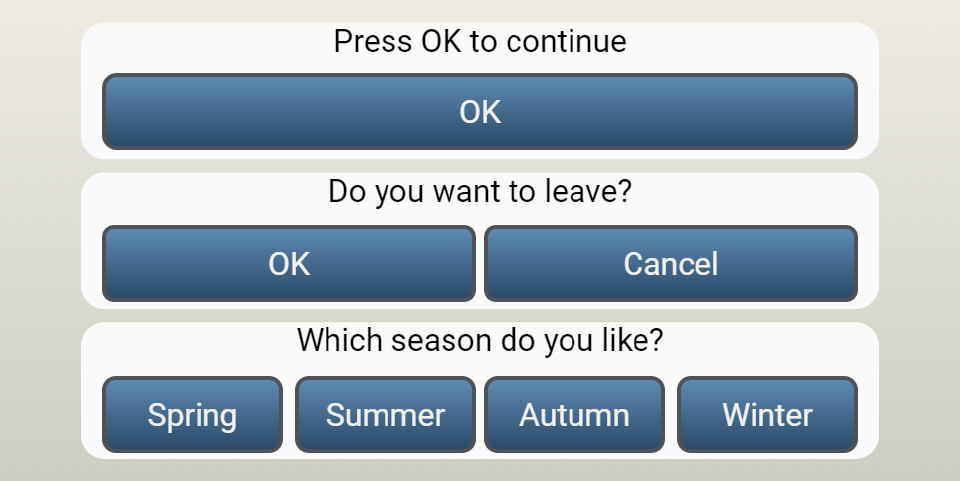 Press OK to continue
OK
Do you want to leave?
OK Cancel
Which season do you like?
Spring Summer Autumn Winter